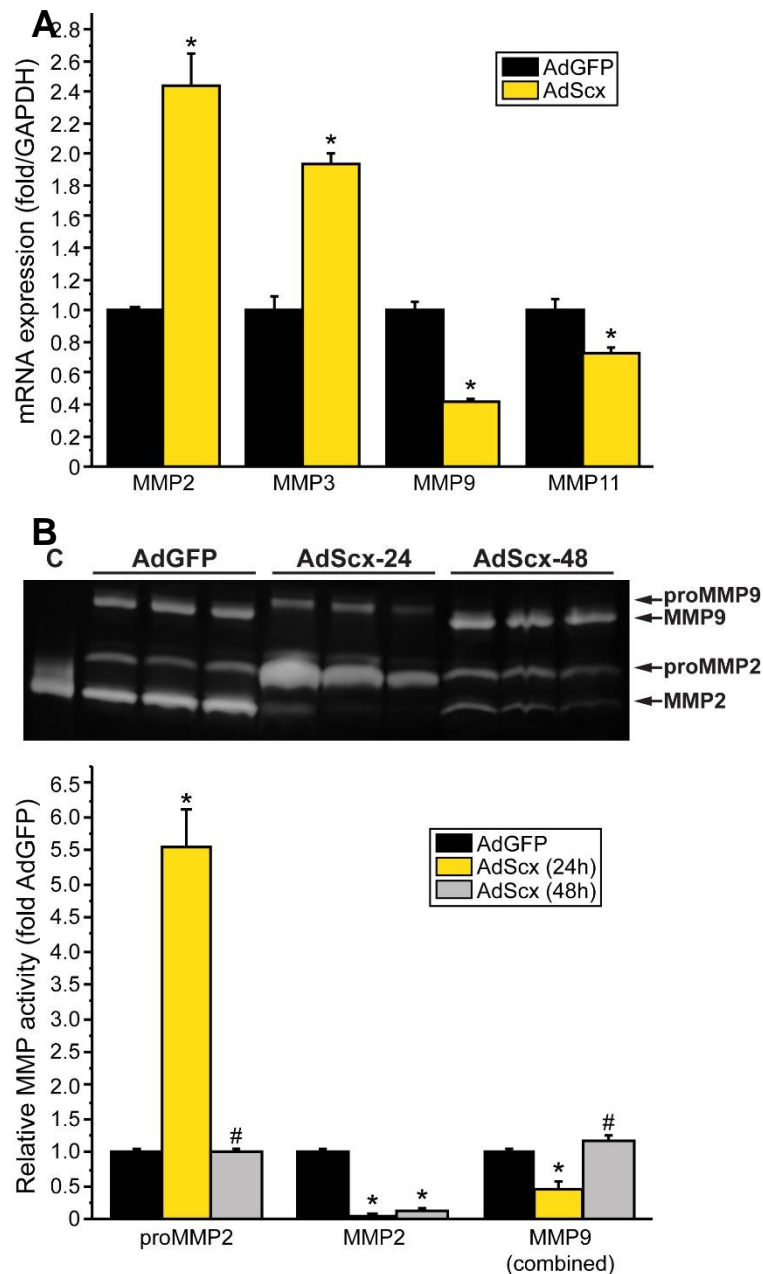 A
2.8
2.6
2.4
2.2
2.0
1.8
1.6
1.4
1.2
1.0
0.8
0.6
0.4
0.2
0
mRNA expression (fold/GAPDH)
AdGFP
AdScx
*
*
*
*
MMP2 MMP3 MMP9 MMP11
B
C AdGFP AdScx-24 AdScx-48
proMMP9
MMP9
proMMP2
MMP2
6.5
6.0
5.5
5.0
4.5
4.0
3.5
3.0
2.5
2.0
1.5
1.0
0.5
0
Relative MMP activity (fold AdGFP)
AdGFP
AdScx (24h)
AdScx (48h)
*
#
* *
*
#
proMMP2 MMP2 MMP9
(combined)